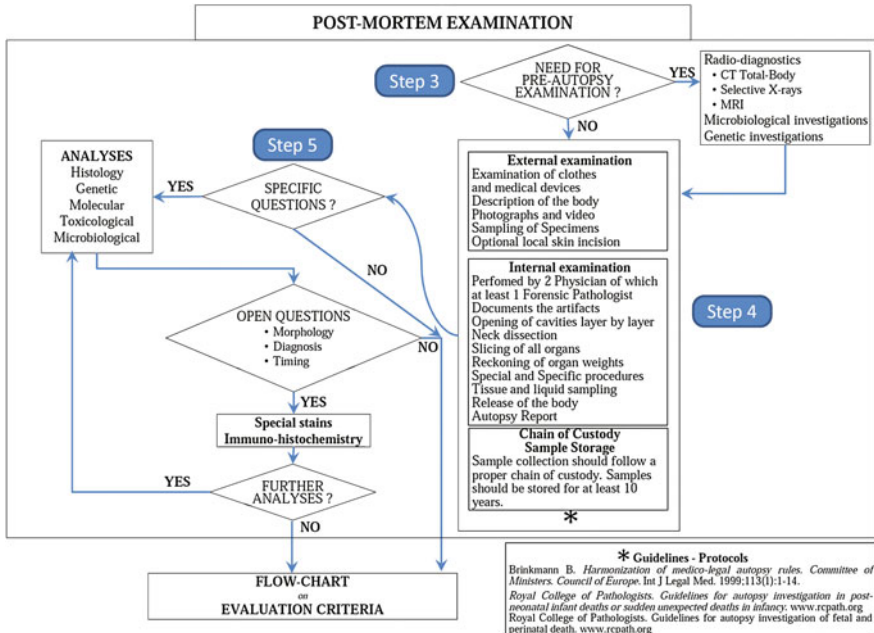 POST-MORTEM EXAMINATION
Step 3
NEED FOR
PRE-AUTOPSY
EXAMINATION ?
YES
NO
Radio-diagnostics
• CT Total-Body
• Selective X-rays
• MRI
Microbiological investigations
Genetic investigations
Step 5
ANALYSES
Histology
Genetic
Molecular
Toxicological
Microbiological
YES
SPECIFIC
QUESTIONS ?
NO
External examination
Examination of clothes
and medical devices
Description of the body
Photographs and video
Sampling of Specimens
Optional local skin incision
Internal examination
Perfomed by 2 Physician of which
at least 1 Forensic Pathologist
Documents the artifacts
Opening of cavities layer by layer
Neck dissection
Slicing of all organs
Reckoning of organ weights
Special and Specific procedures
Tissue and liquid sampling
Release of the body
Autopsy Report
Step 4
Chain of Custody
Sample Storage
Sample collection should follow a
proper chain of custody. Samples
should be stored for at least 10
years.
*
OPEN QUESTIONS
• Morphology
• Diagnosis
• Timing
NO
YES
Special stains
Immuno-histochemistry
YES
FURTHER
ANALYSES ?
NO
FLOW-CHART
on
EVALUATION CRITERIA
* Guidelines - Protocols
Brinkmann B. Harmonization of medico-legal autopsy rules. Committee of
Ministers. Council of Europe. Int J Legal Med. 1999;113(1):1-14.
Royal College of Pathologists. Guidelines for autopsy investigation in post-
neonatal infant deaths or sudden unexpected deaths in infancy. www.rcpath.org
Royal College of Pathologists. Guidelines for autopsy investigation of fetal and
perinatal death. www.rcpath.org